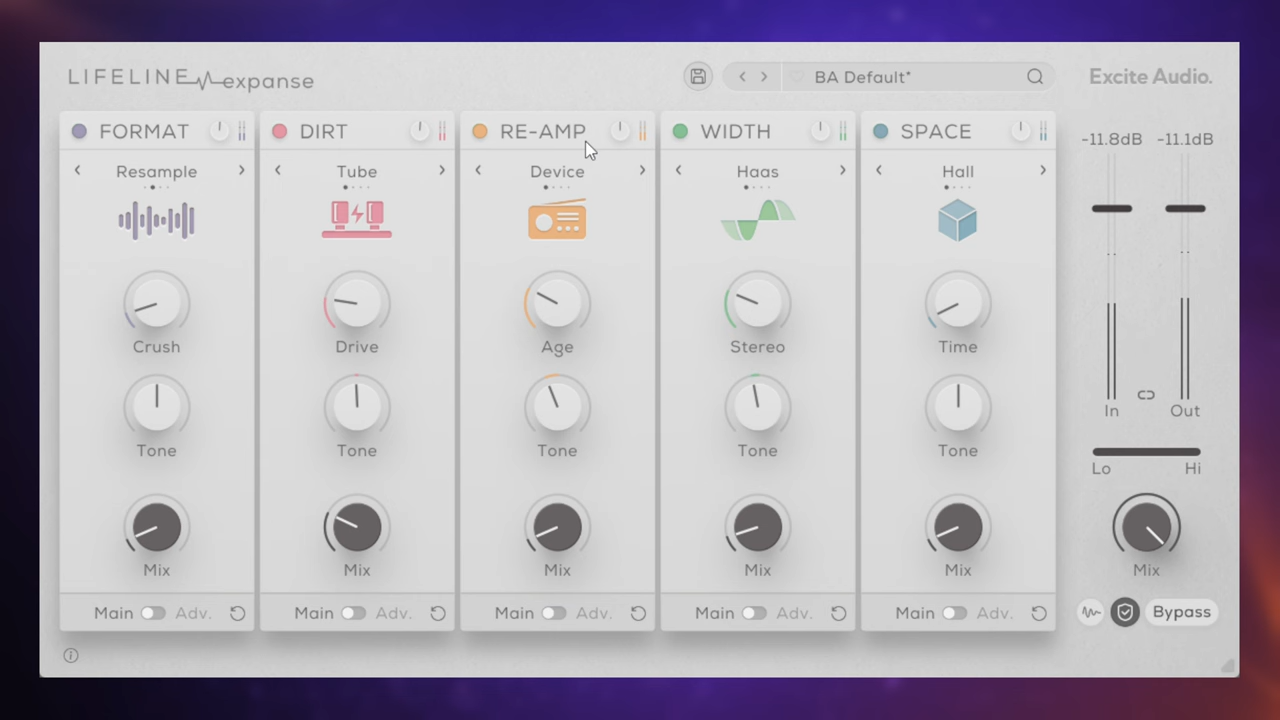 LIFELINE expanse
BA Default*
Excite Audio.
FORMAT
DIRT
RE-AMP
WIDTH
SPACE
-11.8dB -11.1dB
Resample
Tube
Device
Haas
Hall
Crush
Drive
Age
Stereo
Time
Tone
Tone
Tone
Tone
Tone
In Out
Lo Hi
Mix
Mix
Mix
Mix
Mix
Mix
Main Adv.
Main Adv.
Main Adv.
Main Adv.
Main Adv.
Bypass